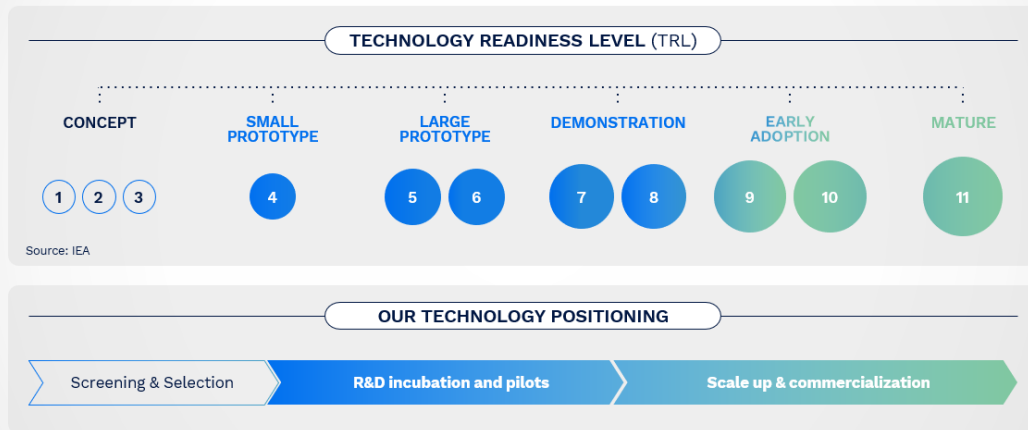 TECHNOLOGY READINESS LEVEL (TRL)
CONCEPT
SMALL
PROTOTYPE
LARGE
PROTOTYPE
DEMONSTRATION
EARLY
ADOPTION
MATURE
1 2 3 4 5 6 7 8 9 10 11
Source: IEA
OUR TECHNOLOGY POSITIONING
Screening & Selection
R&D incubation and pilots
Scale up & commercialization